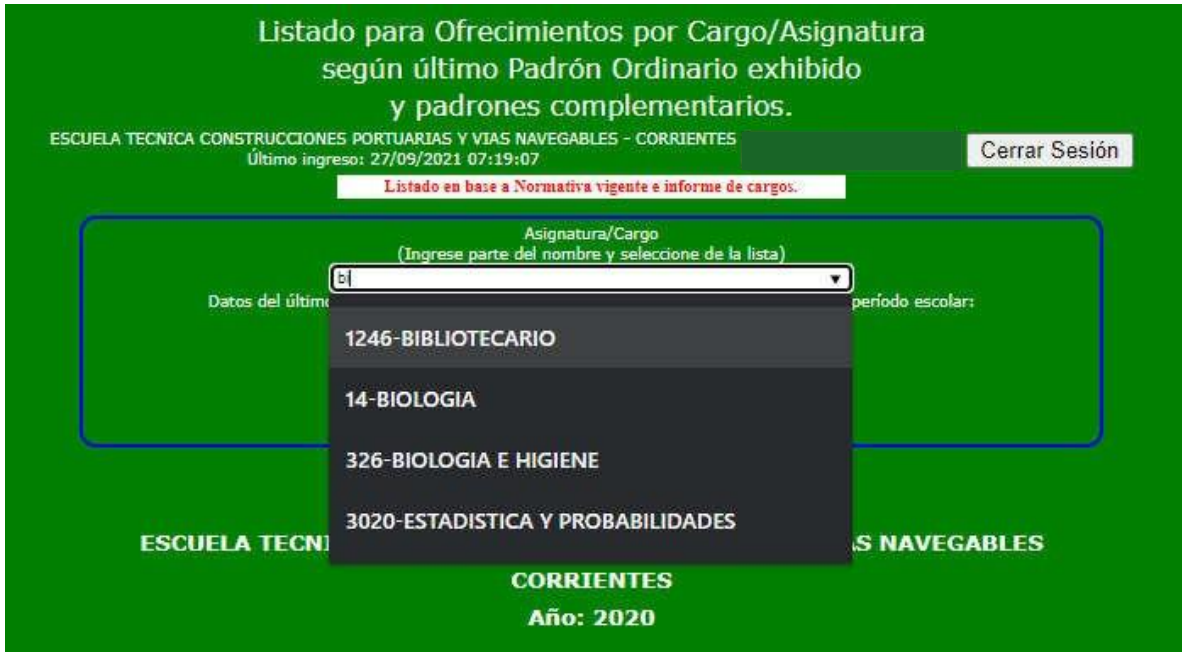 Listado para Ofrecimientos por Cargo/Asignatura
según último Padrón Ordinario exhibido
y padrones complementarios.
ESCUELA TECNICA CONSTRUCCIONES PORTUARIAS Y VIAS NAVEGABLES - CORRIENTES
Último ingreso: 27/09/2021 07:19:07
Cerrar Sesión
Listado en base a Normativa vigente e informe de cargos.
Asignatura/Cargo
(Ingrese parte del nombre y seleccione de la lista)
bi
Datos del últim período escolar:
1246-BIBLIOTECARIO
14-BIOLOGIA
326-BIOLOGIA E HIGIENE
3020-ESTADISTICA Y PROBABILIDADES
ESCUELA TECN S NAVEGABLES
CORRIENTES
Año: 2020